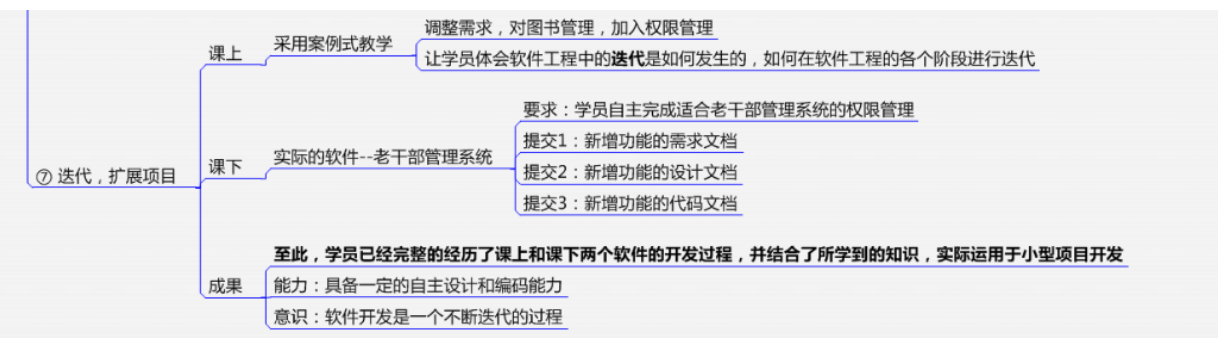 调整需求，对图书管理，加入权限管理
课上
采用案例式教学
让学员体会软件工程中的迭代是如何发生的，如何在软件工程的各个阶段进行迭代
要求：学员自主完成适合老干部管理系统的权限管理
提交1：新增功能的需求文档
⑦ 迭代，扩展项目
课下
实际的软件--老干部管理系统
提交2：新增功能的设计文档
提交3：新增功能的代码文档
至此，学员已经完整的经历了课上和课下两个软件的开发过程，并结合了所学到的知识，实际运用于小型项目开发
成果
能力：具备一定的自主设计和编码能力
意识：软件开发是一个不断迭代的过程